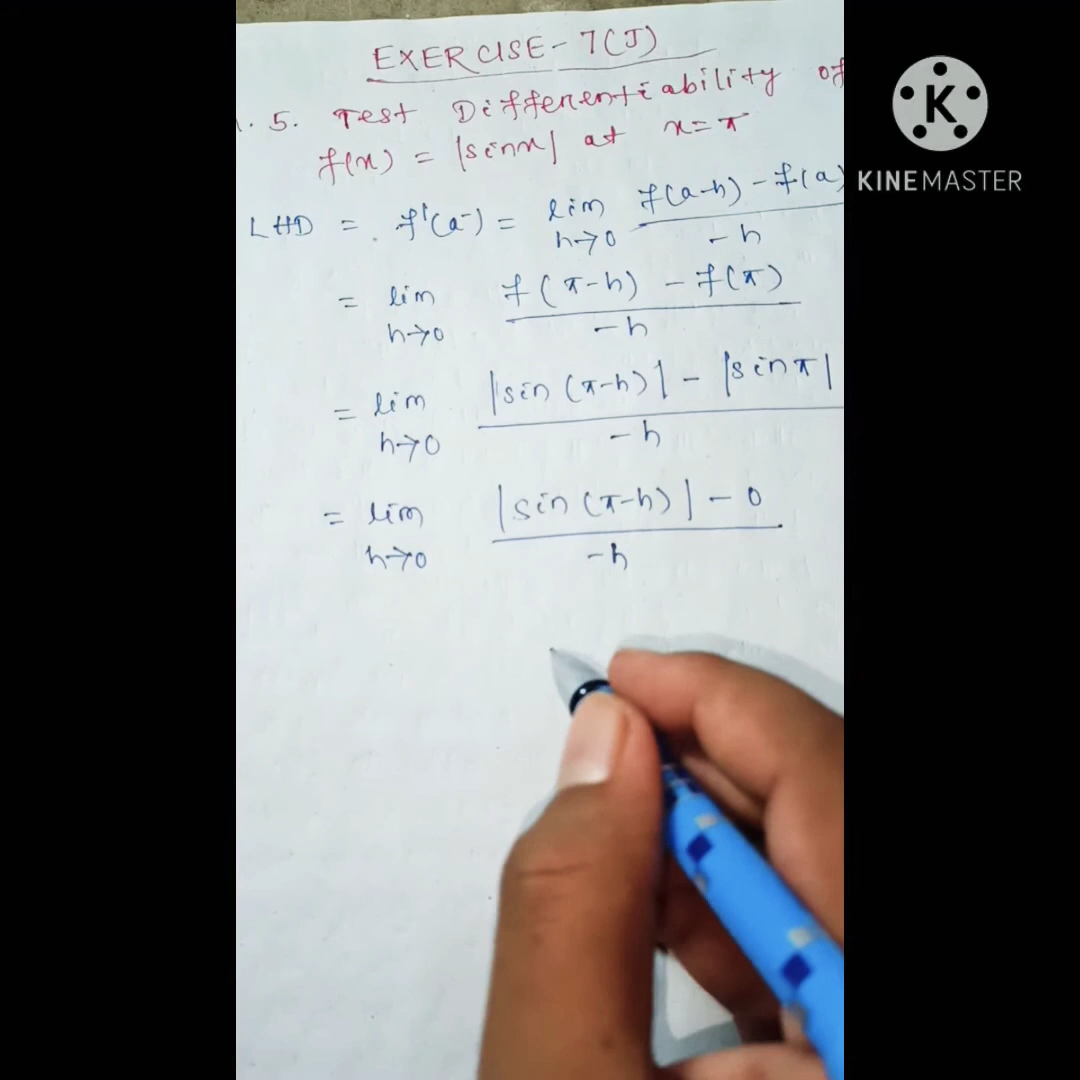 EXERCISE - 7(J)
. 5. Test Differentiability of
f(x) = |sinx| at x=π
LHD = f'(a-) = lim h→0 f(a-h) - f(a) / -h
= lim h→0 f(π-h) - f(π) / -h
= lim h→0 |sin(π-h)| - |sinπ| / -h
= lim h→0 |sin(π-h)| - 0 / -h
K
KINEMASTER